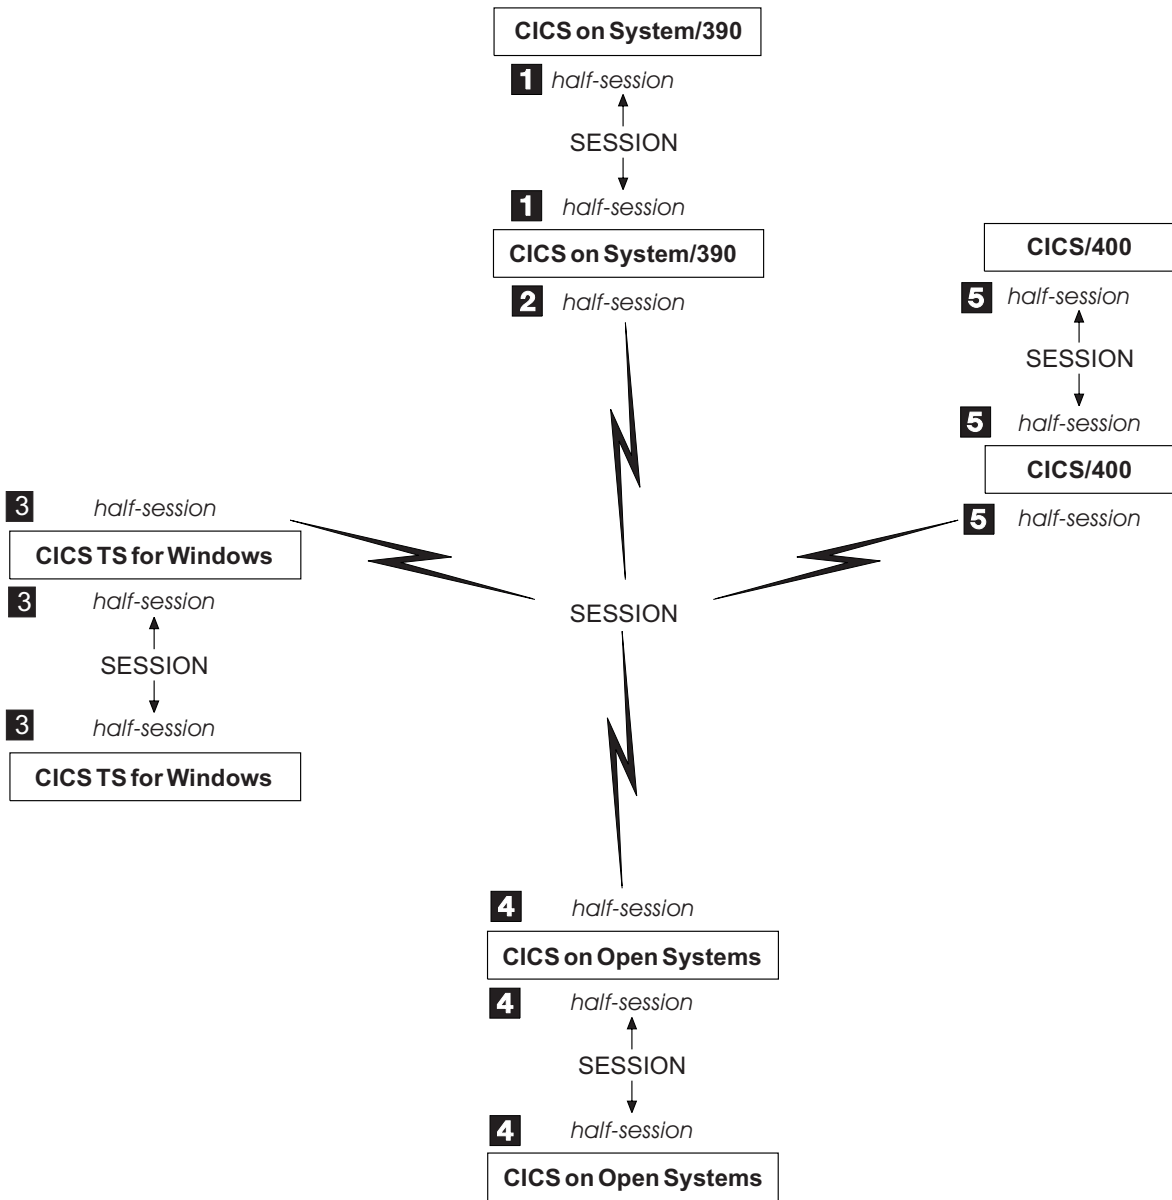 CICS on System/390
1 half-session
SESSION
1 half-session
CICS on System/390
2 half-session
CICS/400
5 half-session
SESSION
5 half-session
CICS/400
5 half-session
3 half-session
CICS TS for Windows
3 half-session
SESSION
3 half-session
CICS TS for Windows
SESSION
4 half-session
CICS on Open Systems
4 half-session
SESSION
4 half-session
CICS on Open Systems